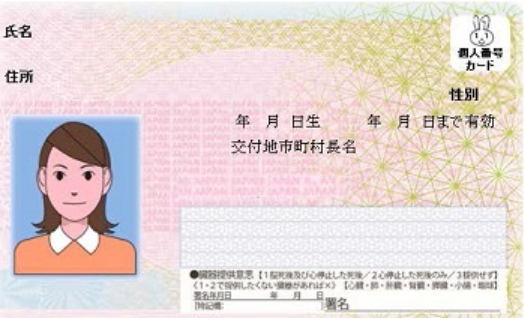 氏名
個人番号
カード
住所
性別
年 月 日生 年 月 日まで有効
交付地市町村長名
●臓器提供意思【1脳死後及び心停止した死後／2心停止した死後のみ／3提供せず】
《1・2で提供したくない臓器があれば×》【心臓・肺・肝臓・腎臓・膵臓・小腸・眼球】
署名年月日 年 月 日
[特記欄: ] 署名